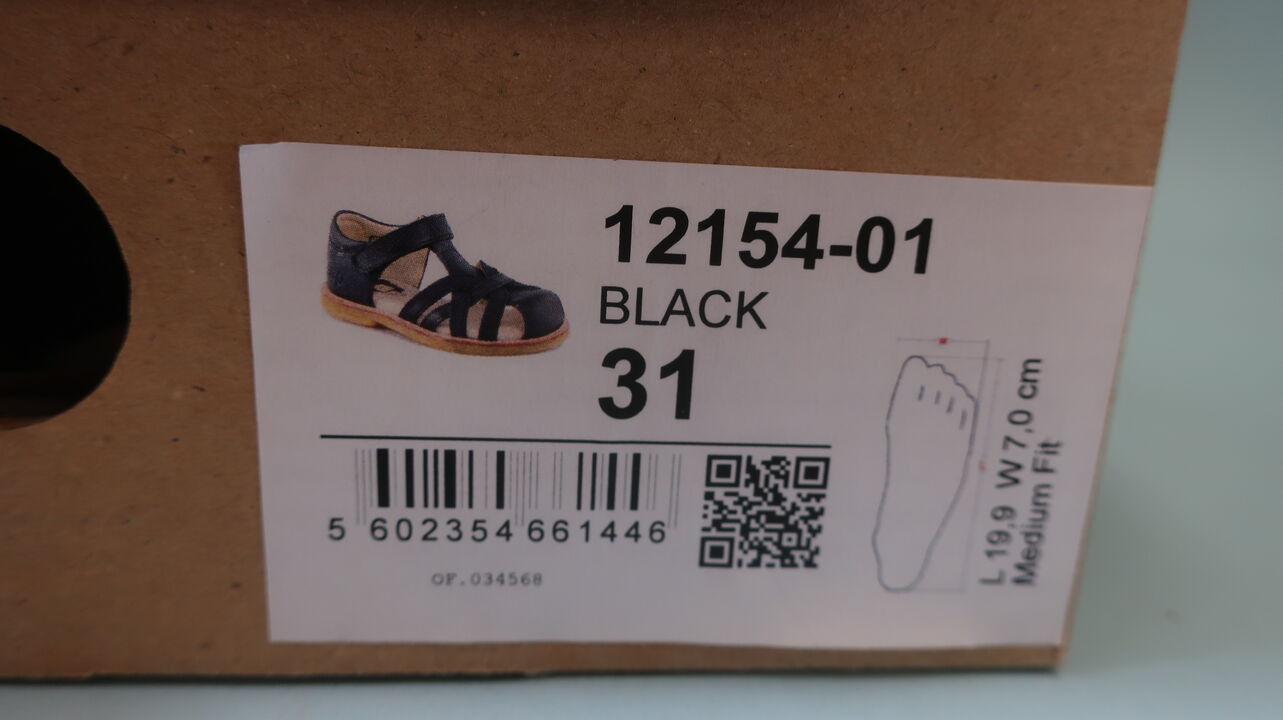 12154-01
BLACK
31
5 602354 661446
OF.034568
L 19,9 W 7,0 cm
Medium Fit